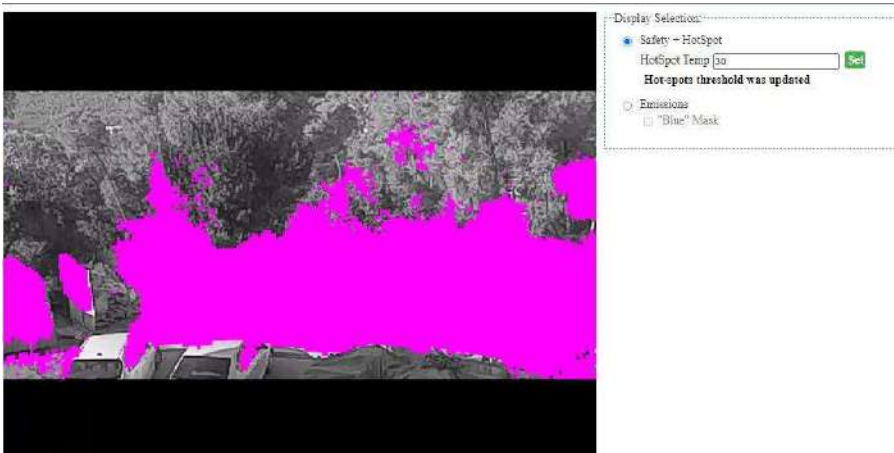 Display Selection:
Safety + HotSpot
HotSpot Temp 30 Set
Hot-spots threshold was updated
Emissions
"Blue" Mask